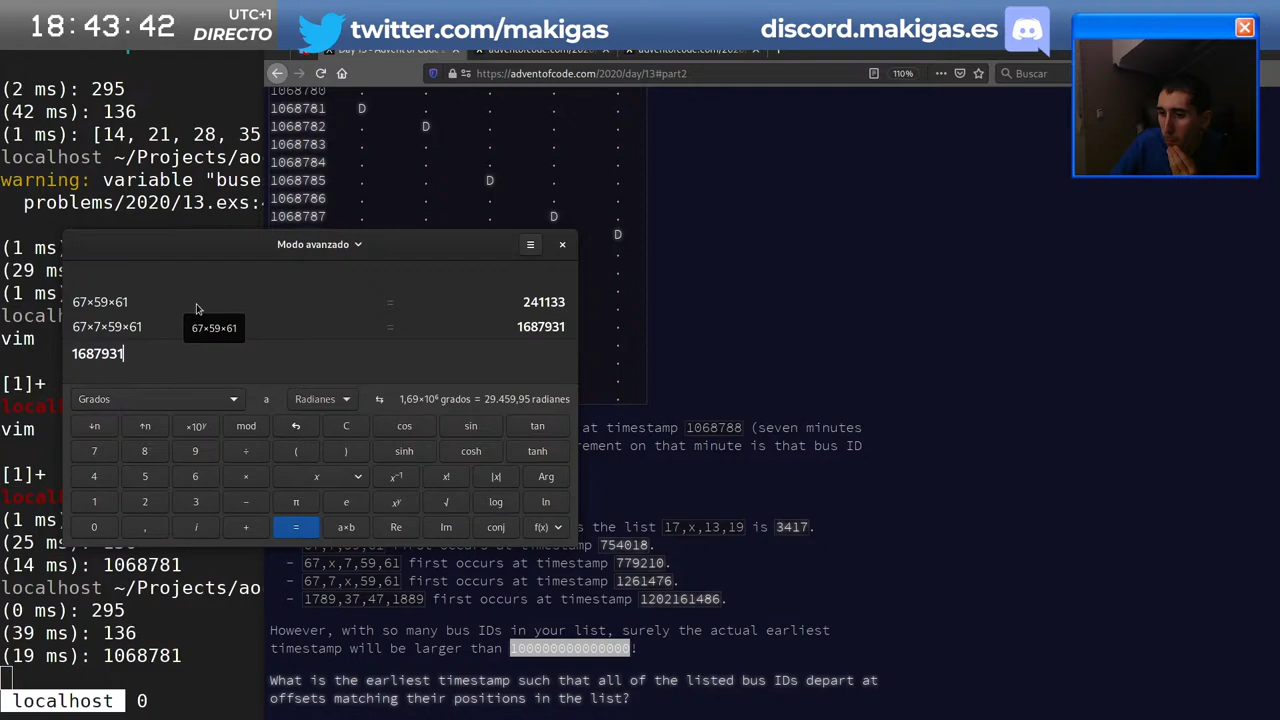 18:43:42
UTC+1
DIRECTO
twitter.com/makigas
discord.makigas.es
https://adventofcode.com/2020/day/13#part2
110%
Buscar
(2 ms): 295
(42 ms): 136
(1 ms): [14, 21, 28, 35
localhost ~/Projects/ao
warning: variable "buse
problems/2020/13.exs:
(1 ms)
(29 ms
(1 ms)
localho
vim
[1]+
local
vim
[1]+
local
(1 ms)
(25 ms): 136
(14 ms): 1068781
localhost ~/Projects/ao
(0 ms): 295
(39 ms): 136
(19 ms): 1068781
localhost 0
1068780 . . . . .
1068781 D . . . .
1068782 . D . . .
1068783 . . . . .
1068784 . . . . .
1068785 . . D . .
1068786 . . . . .
1068787 . . . D .
D
Modo avanzado
67×59×61 = 241133
67×7×59×61 = 1687931
67×59×61
1687931
Grados a Radianes 1,69×10⁶ grados = 29.459,95 radianes
↓n ↑n ×10ʸ mod C cos sin tan
7 8 9 ÷ ( ) sinh cosh tanh
4 5 6 × x x⁻¹ x! |x| Arg
1 2 3 − π e xʸ √ log ln
0 , i + = a×b Re Im conj f(x)
at timestamp 1068788 (seven minutes
rement on that minute is that bus ID
s the list 17,x,13,19 is 3417.
754018.
- 67,x,7,59,61 first occurs at timestamp 779210.
- 67,7,x,59,61 first occurs at timestamp 1261476.
- 1789,37,47,1889 first occurs at timestamp 1202161486.
However, with so many bus IDs in your list, surely the actual earliest
timestamp will be larger than 100000000000000!
What is the earliest timestamp such that all of the listed bus IDs depart at
offsets matching their positions in the list?